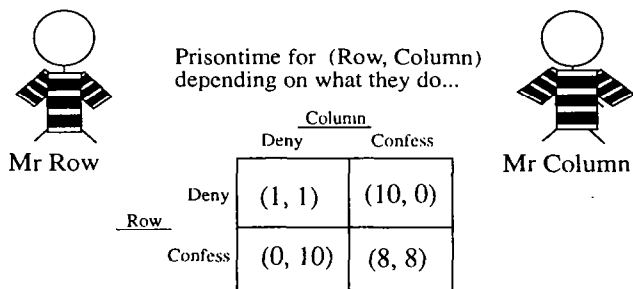 Prisontime for (Row, Column)
depending on what they do...
Mr Row
Mr Column
Column
Deny Confess
Row
Deny (1, 1) (10, 0)
Confess (0, 10) (8, 8)